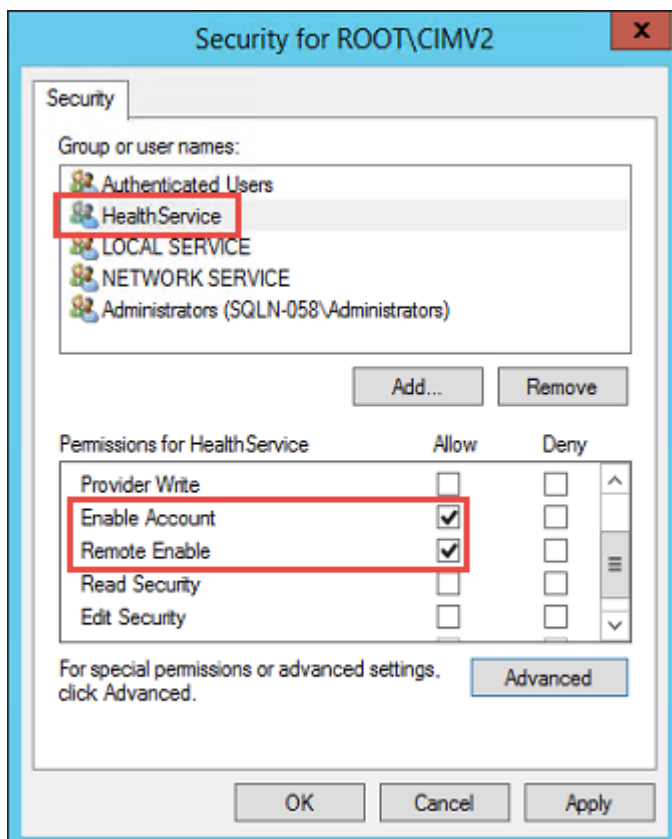 Security for ROOT\CIMV2
x
Security
Group or user names:
Authenticated Users
HealthService
LOCAL SERVICE
NETWORK SERVICE
Administrators (SQLN-058\Administrators)
Add... Remove
Permissions for HealthService Allow Deny
Provider Write
Enable Account
Remote Enable
Read Security
Edit Security
For special permissions or advanced settings,
click Advanced.
Advanced
OK Cancel Apply